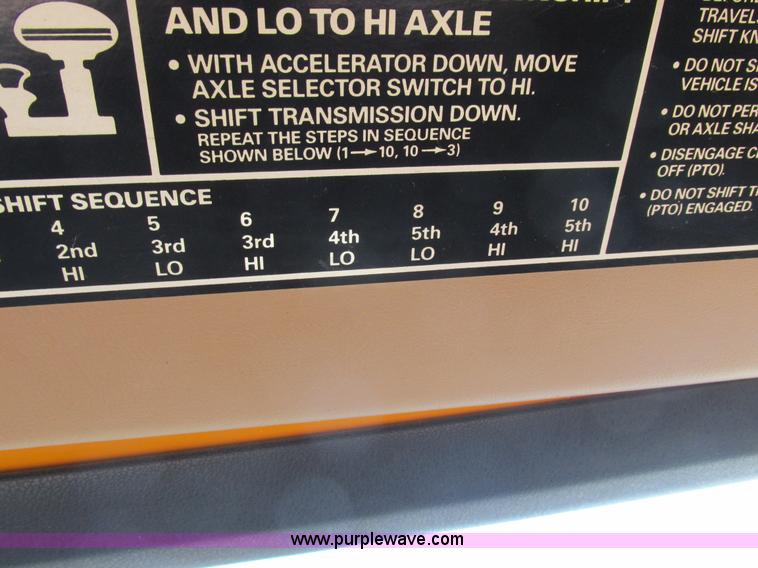 AND LO TO HI AXLE
• WITH ACCELERATOR DOWN, MOVE
AXLE SELECTOR SWITCH TO HI.
• SHIFT TRANSMISSION DOWN.
REPEAT THE STEPS IN SEQUENCE
SHOWN BELOW (1→10, 10→3)
SHIFT SEQUENCE
4 5 6 7 8 9 10
2nd 3rd 3rd 4th 5th 4th 5th
HI LO HI LO LO HI HI
TRAVELS
SHIFT KN
• DO NOT S
VEHICLE IS
• DO NOT PER
OR AXLE SHA
• DISENGAGE C
OFF (PTO).
• DO NOT SHIFT T
(PTO) ENGAGED.
www.purplewave.com